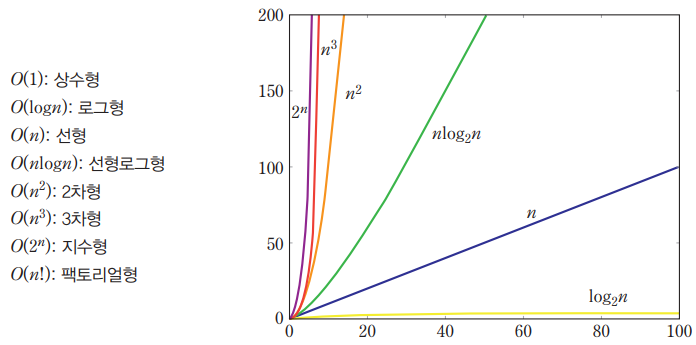 O(1): 상수형
O(logn): 로그형
O(n): 선형
O(nlogn): 선형로그형
O(n²): 2차형
O(n³): 3차형
O(2ⁿ): 지수형
O(n!): 팩토리얼형
200
150
100
50
0
0 20 40 60 80 100
2ⁿ
n³
n²
nlog₂n
n
log₂n